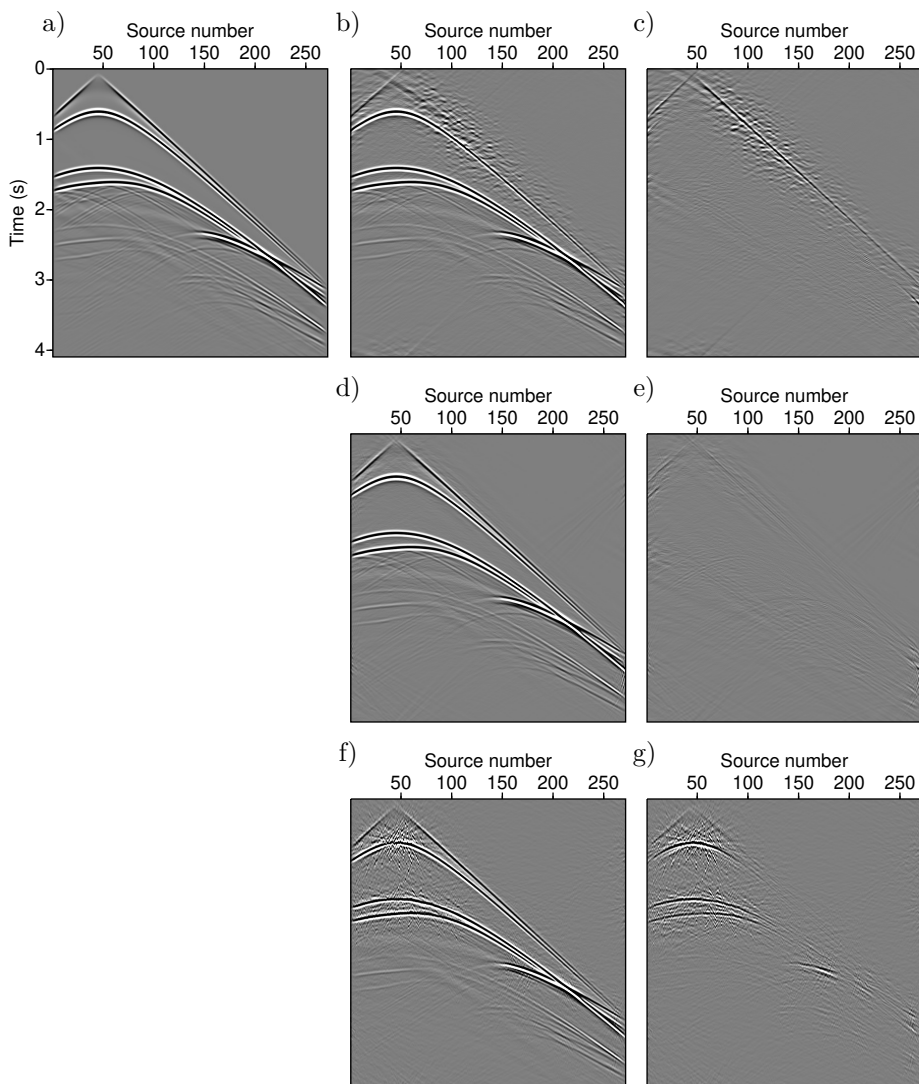 a) b) c)
Source number Source number Source number
50 100 150 200 250 50 100 150 200 250 50 100 150 200 250
0
1
2
3
4
Time (s)
d) e)
Source number Source number
50 100 150 200 250 50 100 150 200 250
f) g)
Source number Source number
50 100 150 200 250 50 100 150 200 250